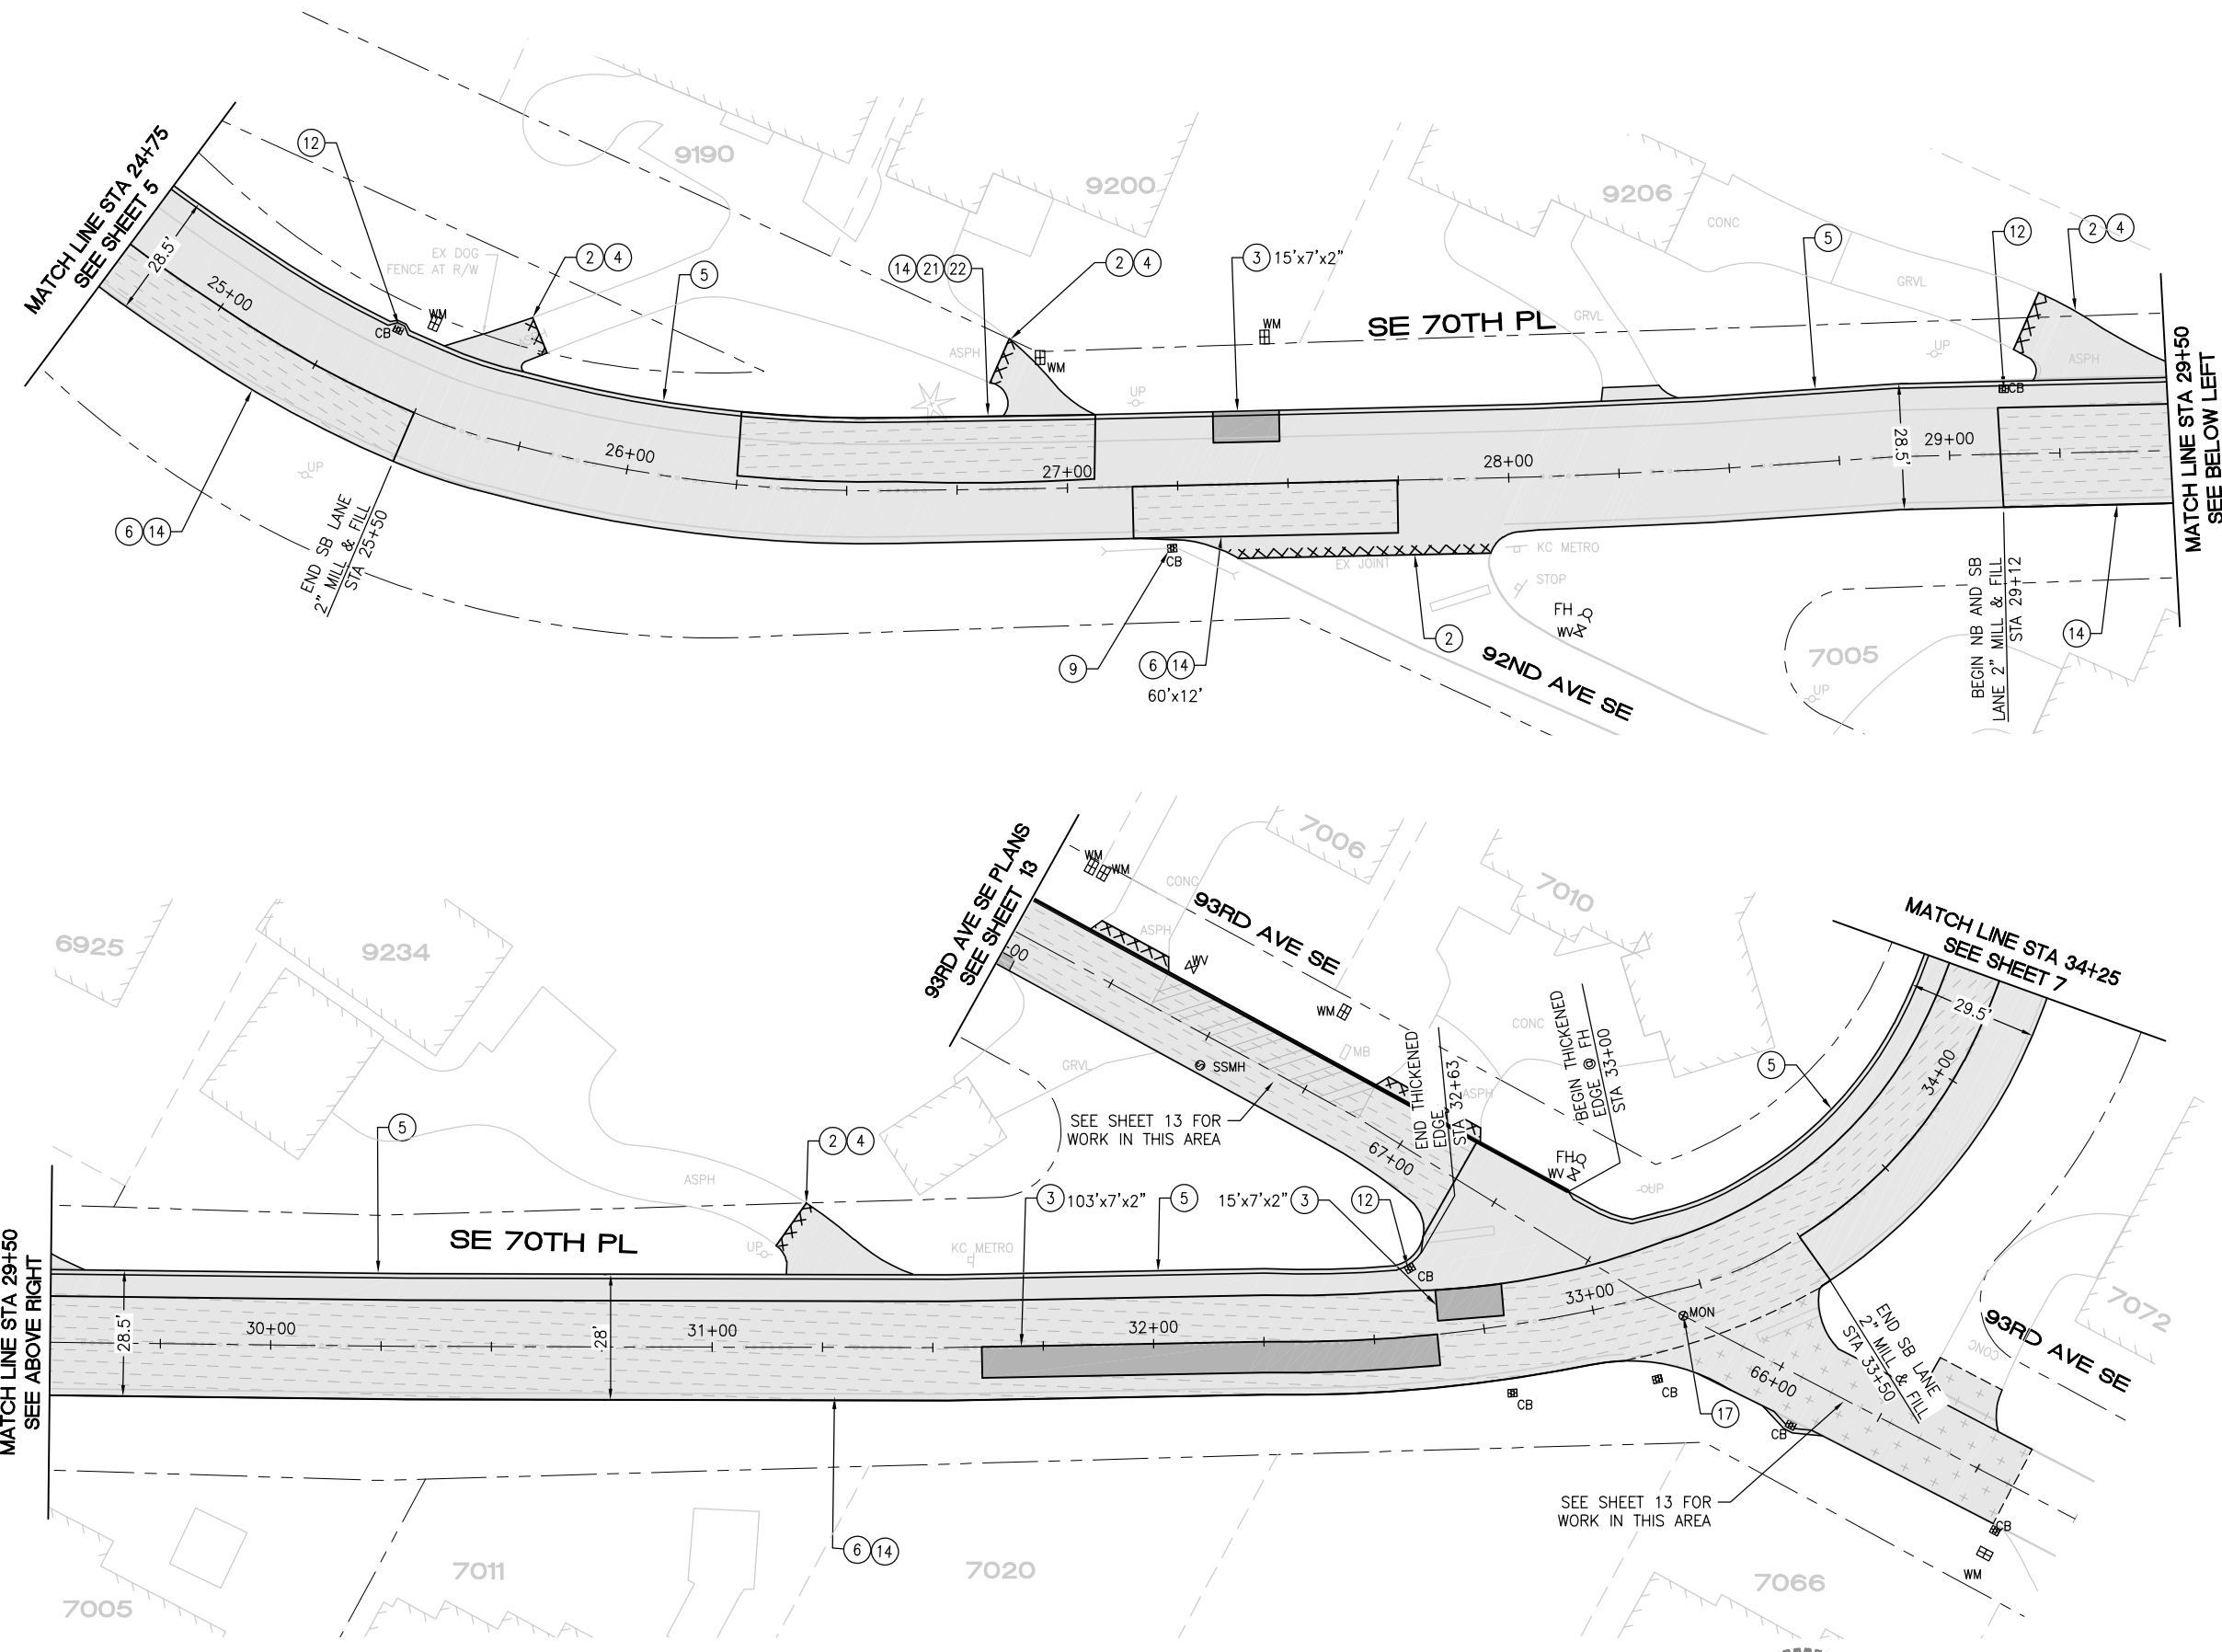 MATCH LINE STA 24+75
SEE SHEET 5
28.5'
25+00
12
CB
WM
EX DOG
FENCE AT R/W
9190
2 4
5
6 14
UP
END SB LANE
2" MILL & FILL
STA 25+50
26+00
14 21 22
ASPH
9200
2 4
WM
UP
3 15'x7'x2"
WM
27+00
SE 70TH PL
9206
CONC
GRVL
GRVL
5
12
2 4
UP
ASPH
CB
28+00
28.5'
29+00
MATCH LINE STA 29+50
SEE BELOW LEFT
9
CB
6 14
60'x12'
EX JOINT
2
KC METRO
STOP
FH
WV
92ND AVE SE
7005
UP
BEGIN NB AND SB
LANE 2" MILL & FILL
STA 29+12
14
MATCH LINE STA 29+50
SEE ABOVE RIGHT
6925
9234
5
SE 70TH PL
28.5'
30+00
28'
31+00
ASPH
2 4
UP
KC METRO
GRVL
3 103'x7'x2"
5
15'x7'x2" 3
12
CB
32+00
6 14
7005
7011
7020
93RD AVE SE PLANS
SEE SHEET 13
WM
WM
CONC
7006
ASPH
WV
93RD AVE SE
7010
SSMH
SEE SHEET 13 FOR
WORK IN THIS AREA
WM
MB
CONC
ASPH
67+00
END THICKENED
EDGE
STA 32+63
BEGIN THICKENED
EDGE @ FH
STA 33+00
FH
WV
UP
5
MATCH LINE STA 34+25
SEE SHEET 7
29.5'
34+00
33+00
MON
17
CB
CB
CB
66+00
END SB LANE
2" MILL & FILL
STA 33+50
CONC
93RD AVE SE
7072
SEE SHEET 13 FOR
WORK IN THIS AREA
CB
WM
7066